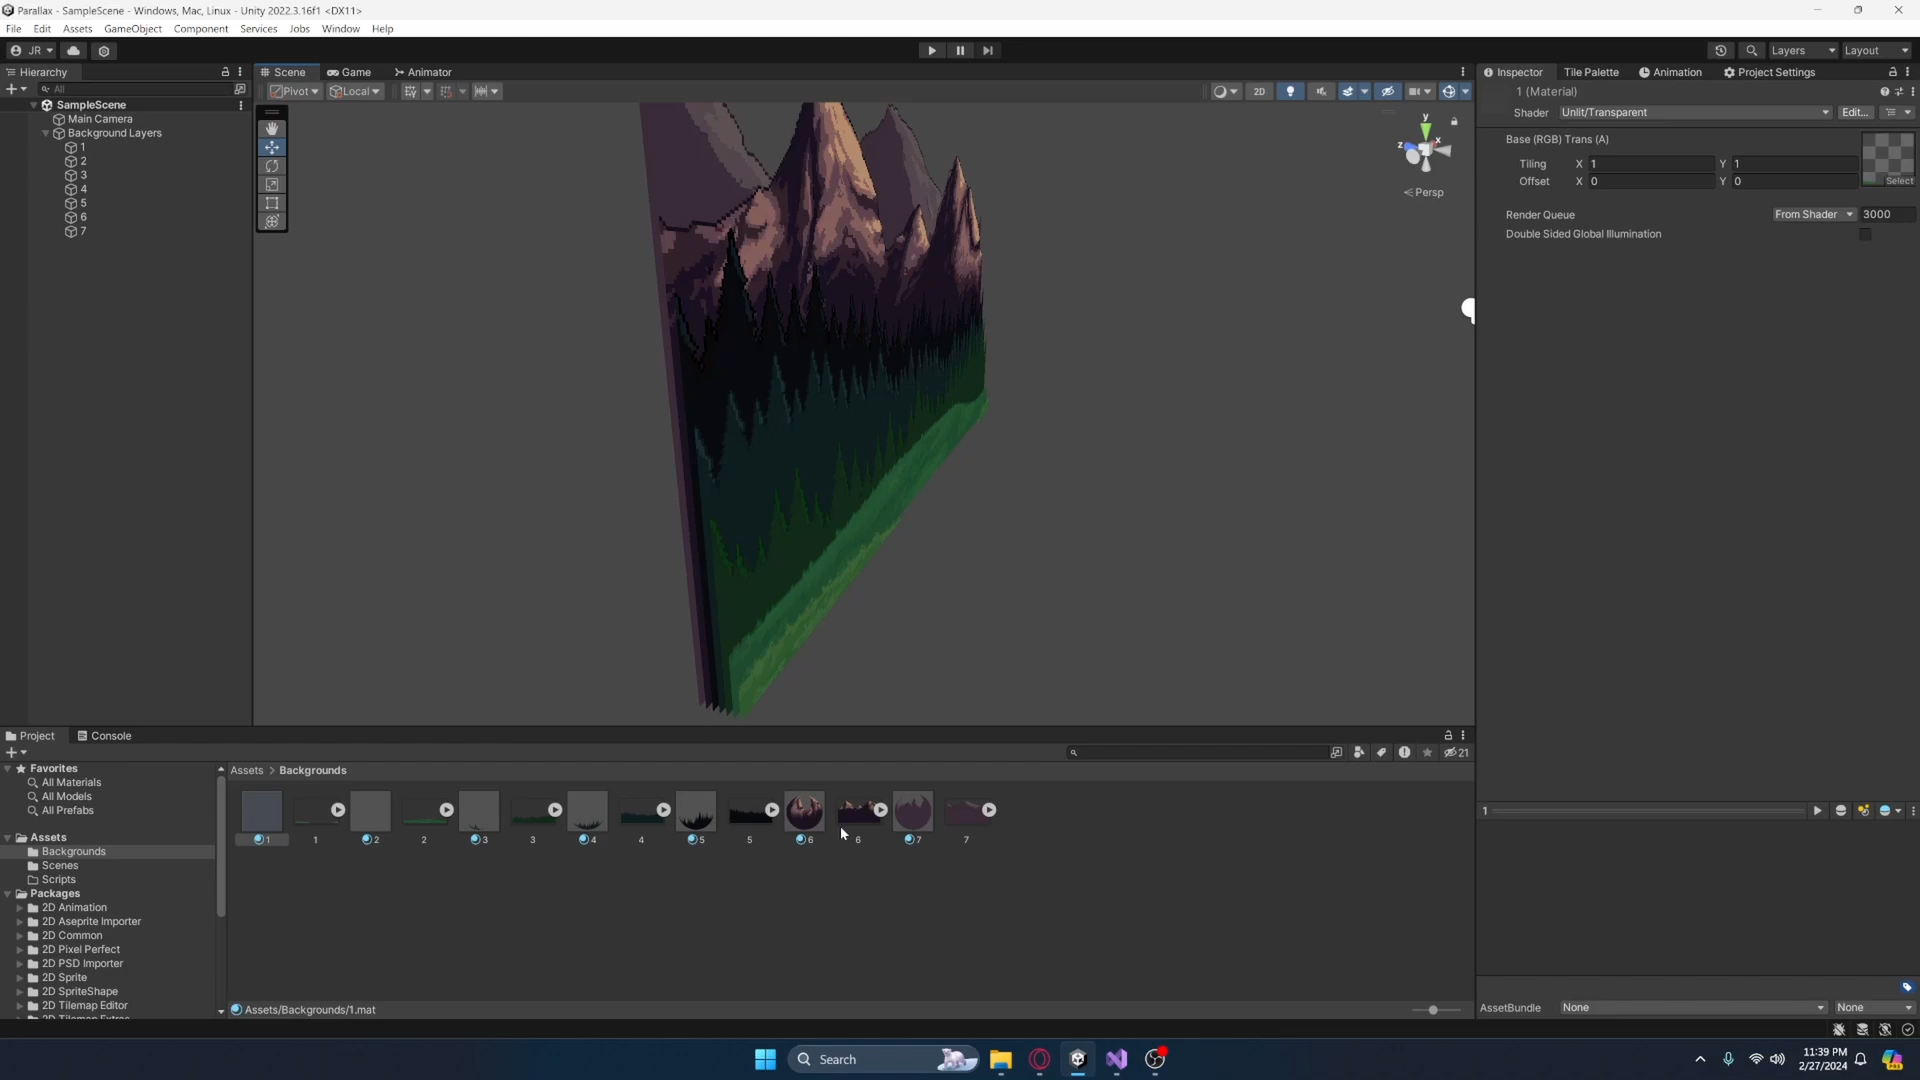 Parallax - SampleScene - Windows, Mac, Linux - Unity 2022.3.16f1 <DX11>
File Edit Assets GameObject Component Services Jobs Window Help
JR Layers Layout
Hierarchy
All
SampleScene
Main Camera
Background Layers
1
2
3
4
5
6
7
Scene Game Animator
Pivot Local 2D
y
z x
Persp
Inspector Tile Palette Animation Project Settings
1 (Material)
Shader Unlit/Transparent Edit...
Base (RGB) Trans (A)
Tiling X 1 Y 1
Offset X 0 Y 0
Select
Render Queue From Shader 3000
Double Sided Global Illumination
1
AssetBundle None None
Project Console
21
Favorites
All Materials
All Models
All Prefabs
Assets
Backgrounds
Scenes
Scripts
Packages
2D Animation
2D Aseprite Importer
2D Common
2D Pixel Perfect
2D PSD Importer
2D Sprite
2D SpriteShape
2D Tilemap Editor
2D Tilemap Extras
Assets > Backgrounds
1 1 2 2 3 3 4 4 5 5 6 6 7 7
Assets/Backgrounds/1.mat
Search
11:39 PM
2/27/2024
PRE